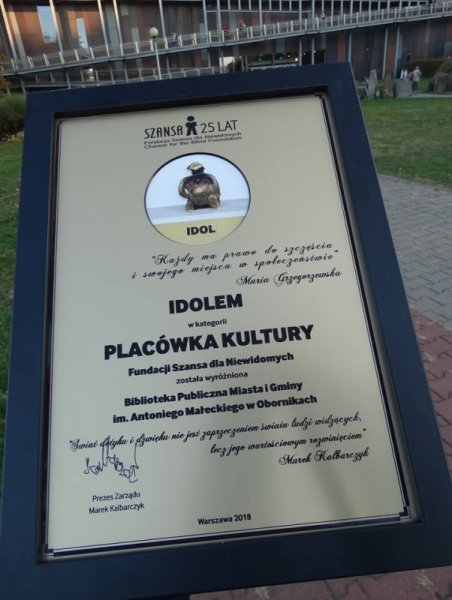 SZANSA 25 LAT
Fundacja Szansa dla Niewidomych
Chance for the Blind Foundation
IDOL
"Każdy ma prawo do szczęścia
i swojego miejsca w społeczeństwie"
Maria Grzegorzewska
IDOLEM
w kategorii
PLACÓWKA KULTURY
Fundacji Szansa dla Niewidomych
została wyróżniona
Biblioteka Publiczna Miasta i Gminy
im. Antoniego Małeckiego w Obornikach
"Świat dotyku i dźwięku nie jest zaprzeczeniem świata ludzi widzących,
lecz jego wartościowym rozwinięciem"
Marek Kalbarczyk
Prezes Zarządu
Marek Kalbarczyk
Warszawa 2018